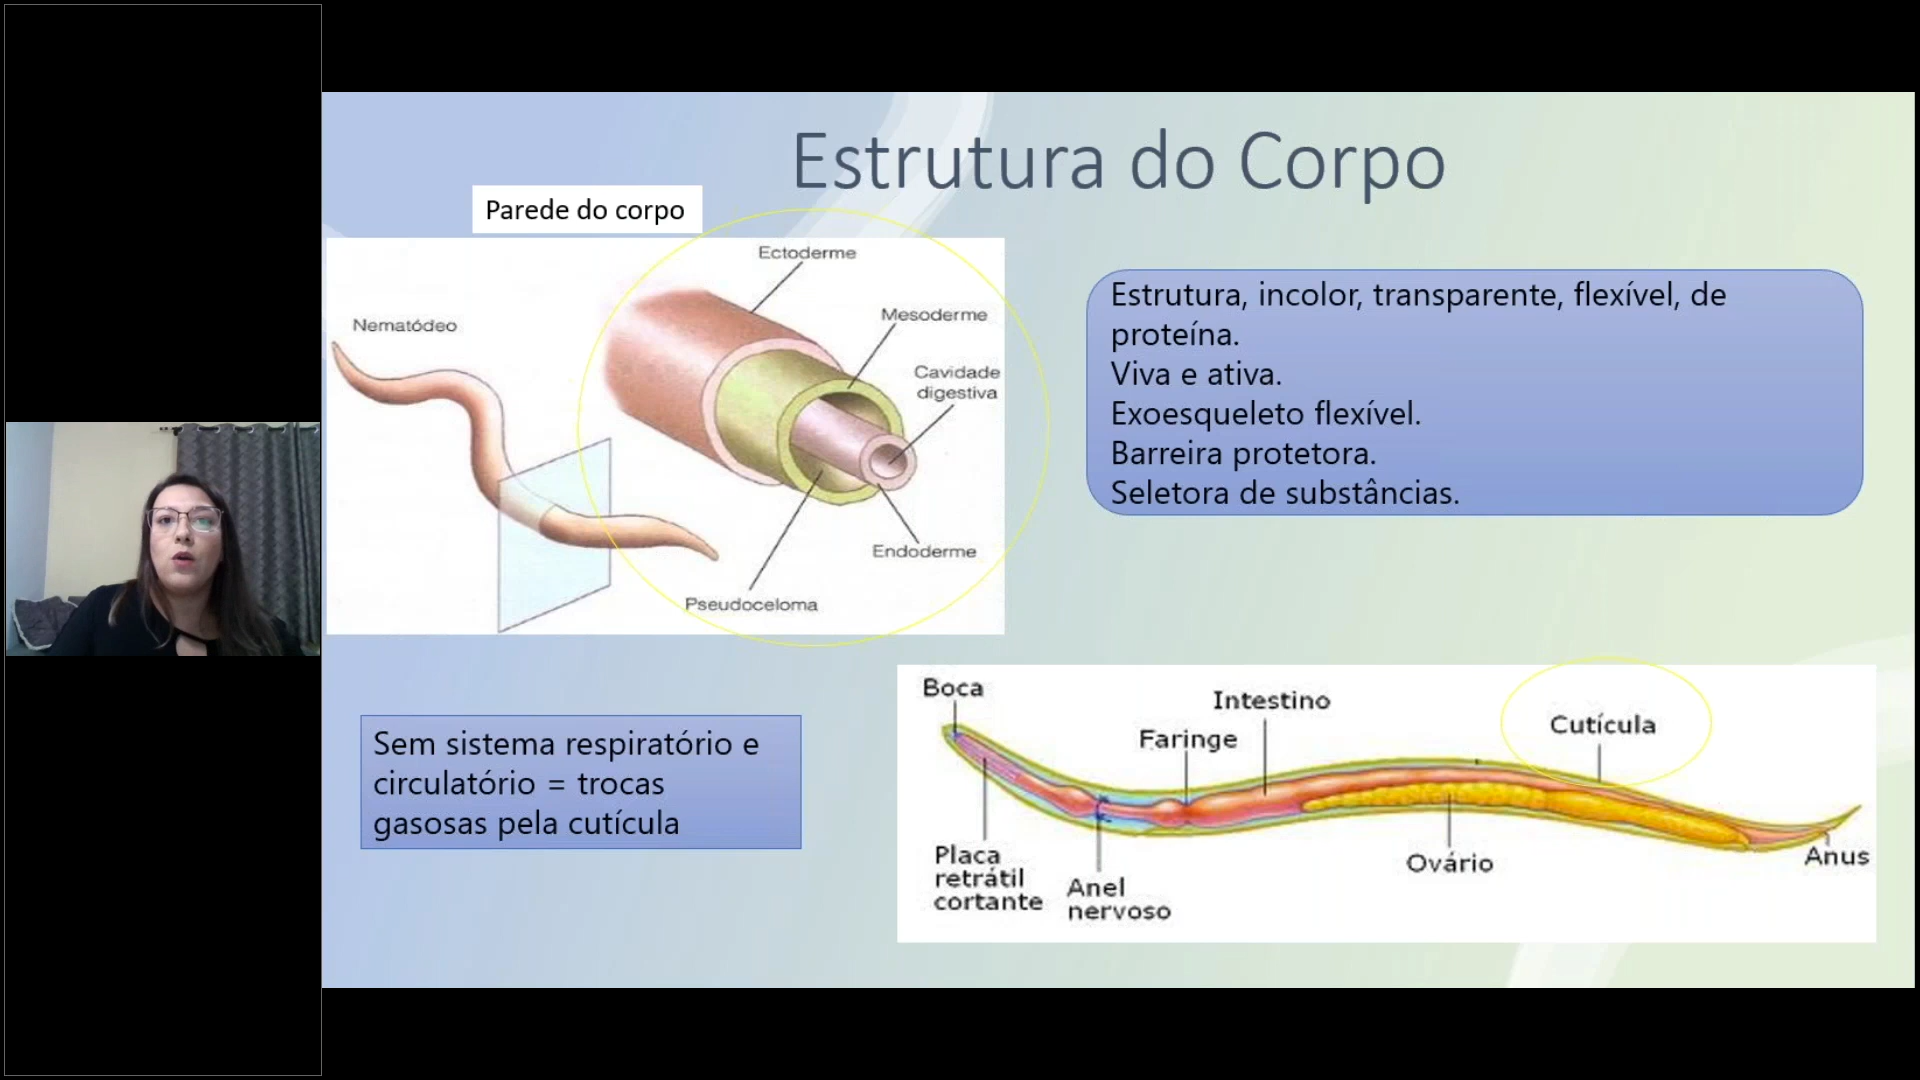 Estrutura do Corpo
Parede do corpo
Ectoderme
Mesoderme
Nematódeo
Cavidade
digestiva
Endoderme
Pseudoceloma
Estrutura, incolor, transparente, flexível, de
proteína.
Viva e ativa.
Exoesqueleto flexível.
Barreira protetora.
Seletora de substâncias.
Sem sistema respiratório e
circulatório = trocas
gasosas pela cutícula
Boca
Intestino
Faringe
Cutícula
Placa
retrátil
cortante
Anel
nervoso
Ovário
Anus